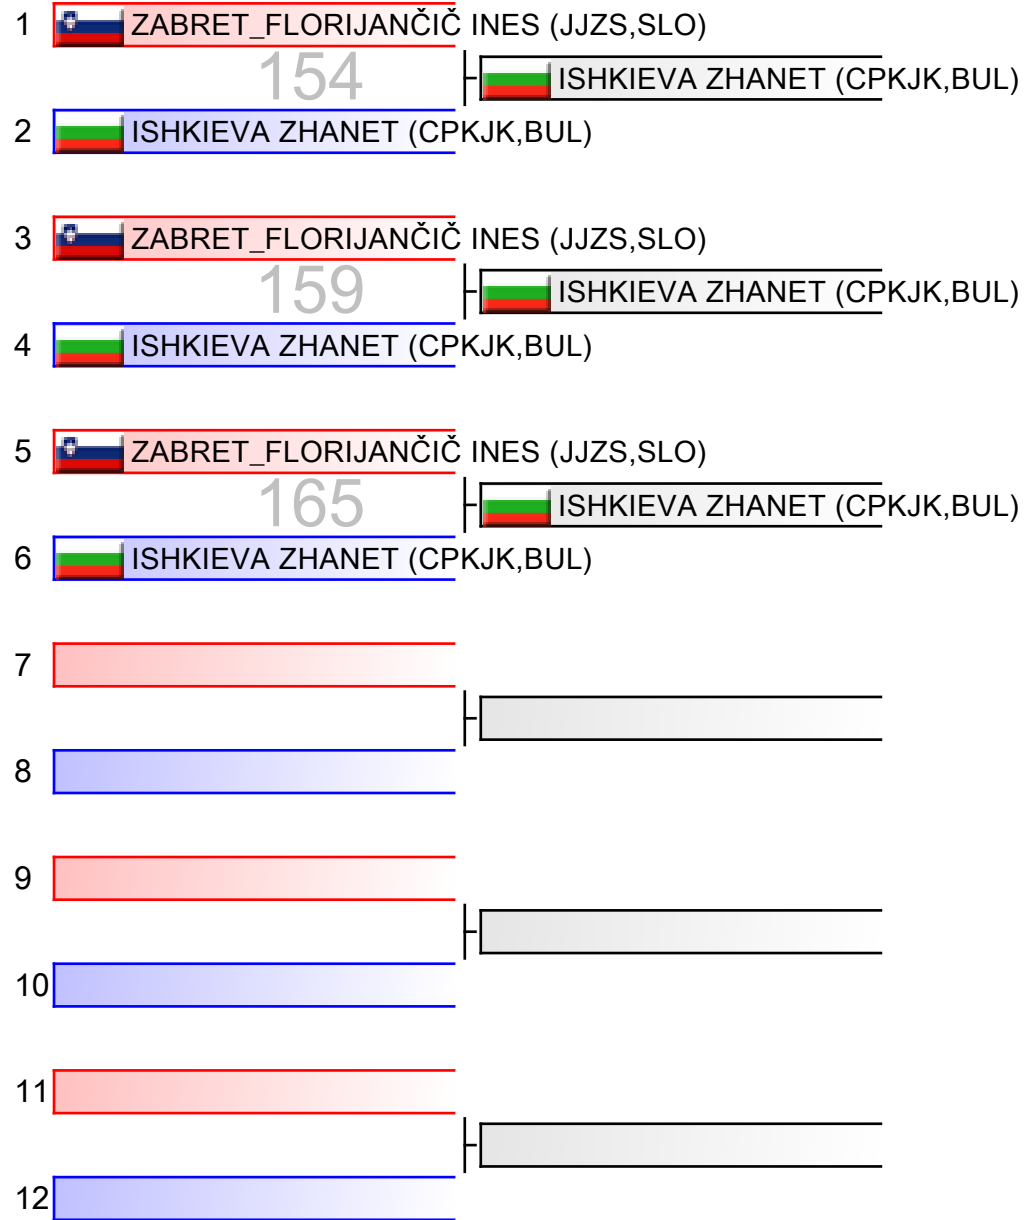 1 ZABRET_FLORIJANČIČ INES (JJZS,SLO)
154 ISHKIEVA ZHANET (CPKJK,BUL)
2 ISHKIEVA ZHANET (CPKJK,BUL)
3 ZABRET_FLORIJANČIČ INES (JJZS,SLO)
159 ISHKIEVA ZHANET (CPKJK,BUL)
4 ISHKIEVA ZHANET (CPKJK,BUL)
5 ZABRET_FLORIJANČIČ INES (JJZS,SLO)
165 ISHKIEVA ZHANET (CPKJK,BUL)
6 ISHKIEVA ZHANET (CPKJK,BUL)
7
8
9
10
11
12